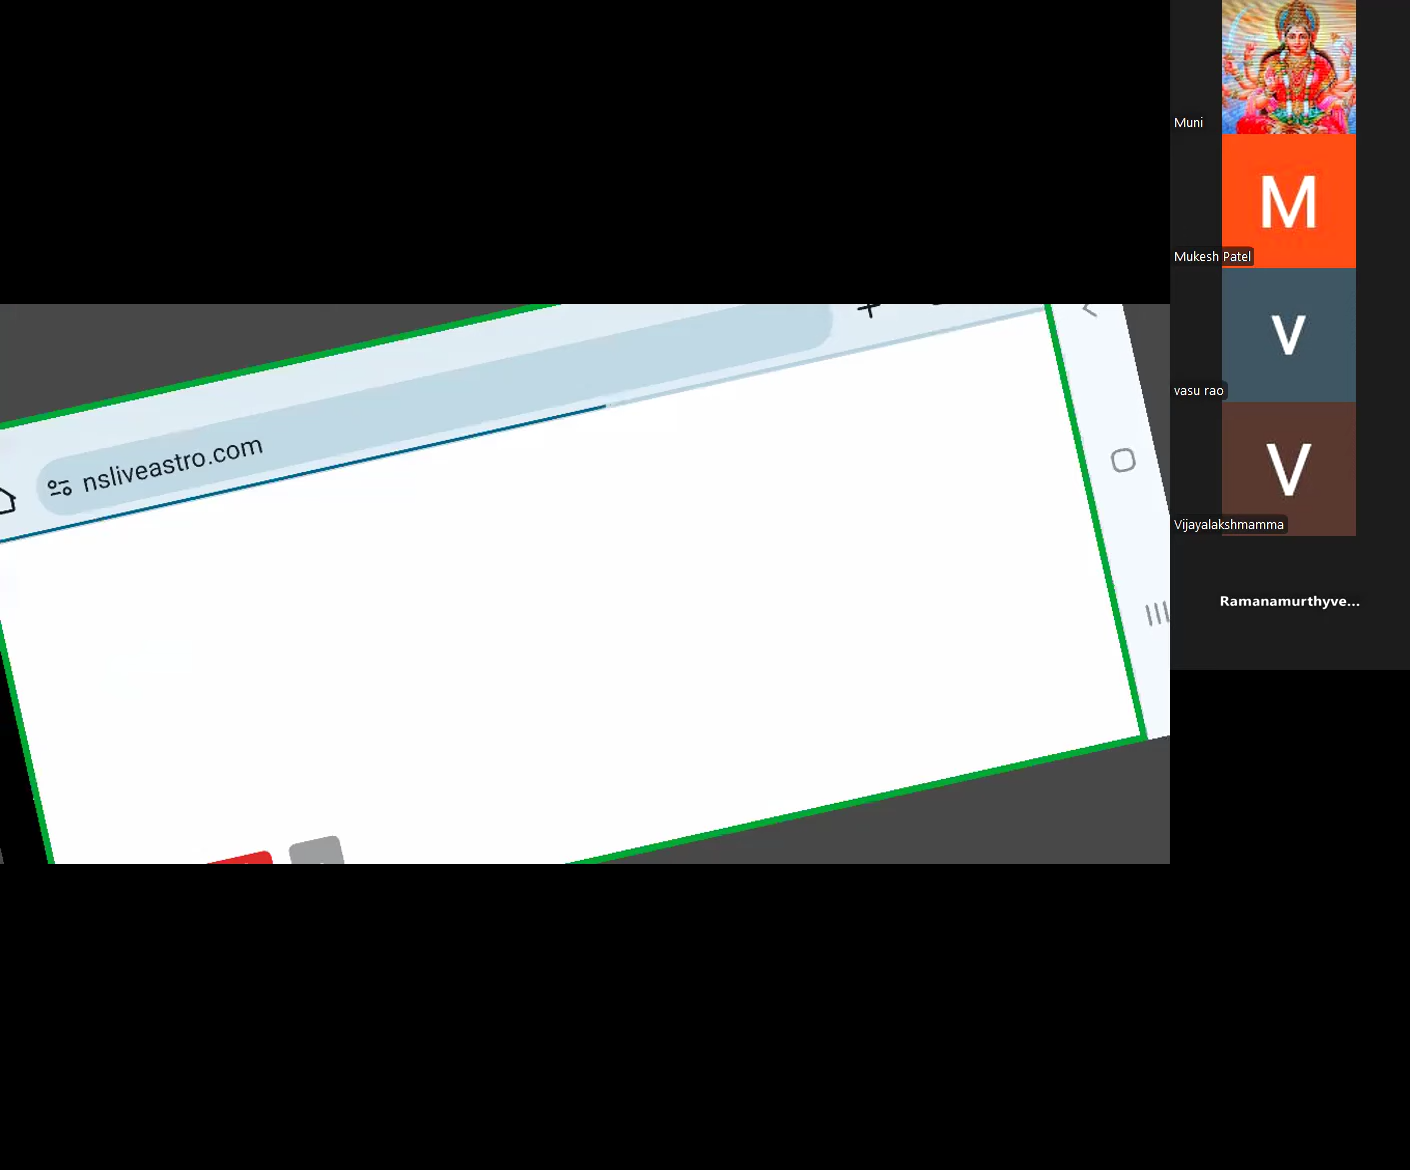 nsliveastro.com
Muni
M
Mukesh Patel
v
vasu rao
V
Vijayalakshmamma
Ramanamurthyve...